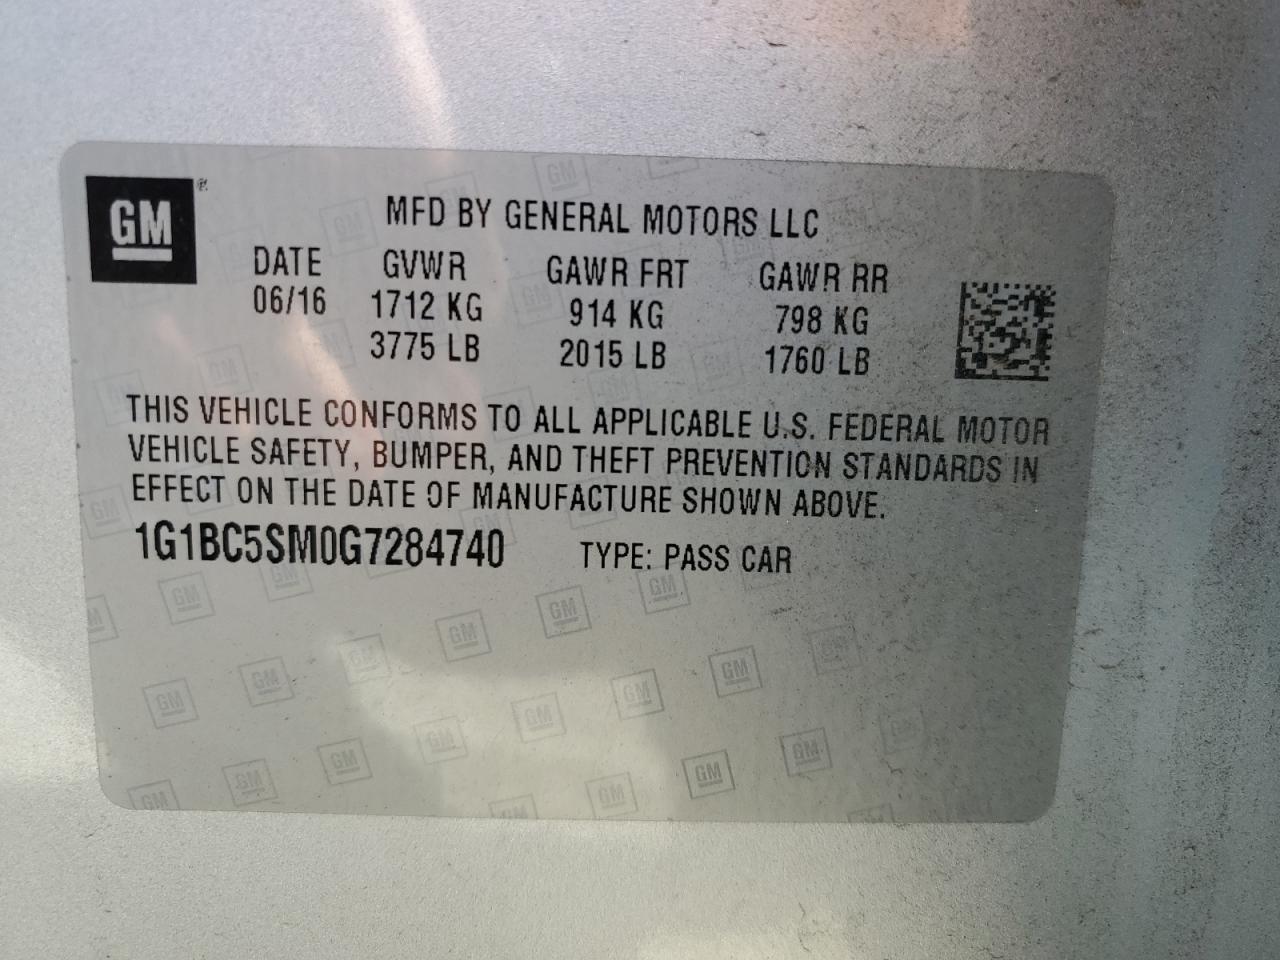 GM
MFD BY GENERAL MOTORS LLC
DATE GVWR GAWR FRT GAWR RR
06/16 1712 KG 914 KG 798 KG
3775 LB 2015 LB 1760 LB
THIS VEHICLE CONFORMS TO ALL APPLICABLE U.S. FEDERAL MOTOR
VEHICLE SAFETY, BUMPER, AND THEFT PREVENTION STANDARDS IN
EFFECT ON THE DATE OF MANUFACTURE SHOWN ABOVE.
1G1BC5SM0G7284740 TYPE: PASS CAR